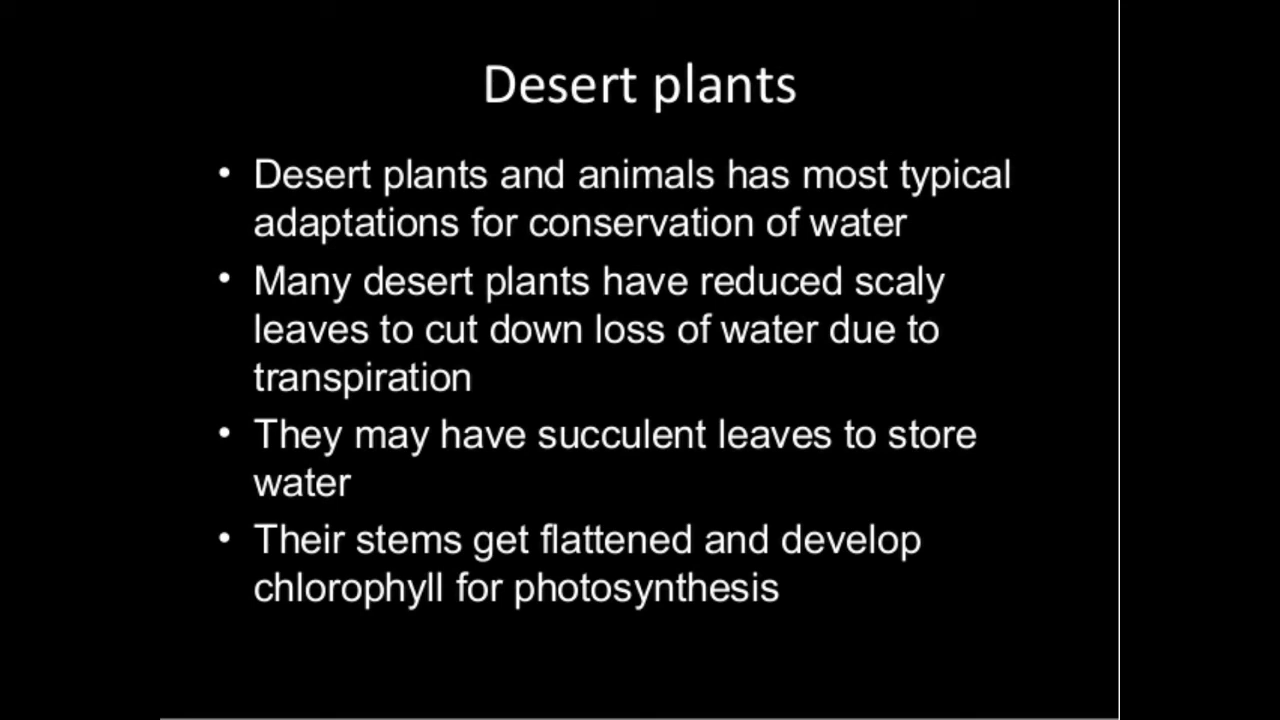 Desert plants
• Desert plants and animals has most typical
adaptations for conservation of water
• Many desert plants have reduced scaly
leaves to cut down loss of water due to
transpiration
• They may have succulent leaves to store
water
• Their stems get flattened and develop
chlorophyll for photosynthesis